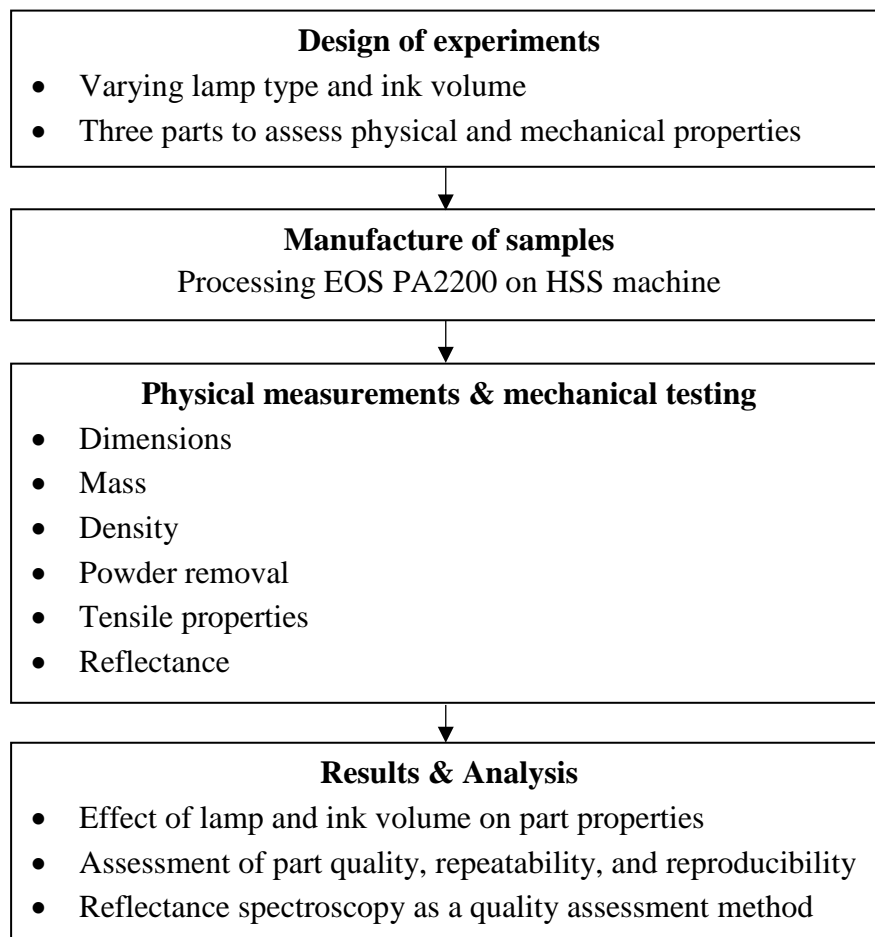 Design of experiments
• Varying lamp type and ink volume
• Three parts to assess physical and mechanical properties
Manufacture of samples
Processing EOS PA2200 on HSS machine
Physical measurements & mechanical testing
• Dimensions
• Mass
• Density
• Powder removal
• Tensile properties
• Reflectance
Results & Analysis
• Effect of lamp and ink volume on part properties
• Assessment of part quality, repeatability, and reproducibility
• Reflectance spectroscopy as a quality assessment method